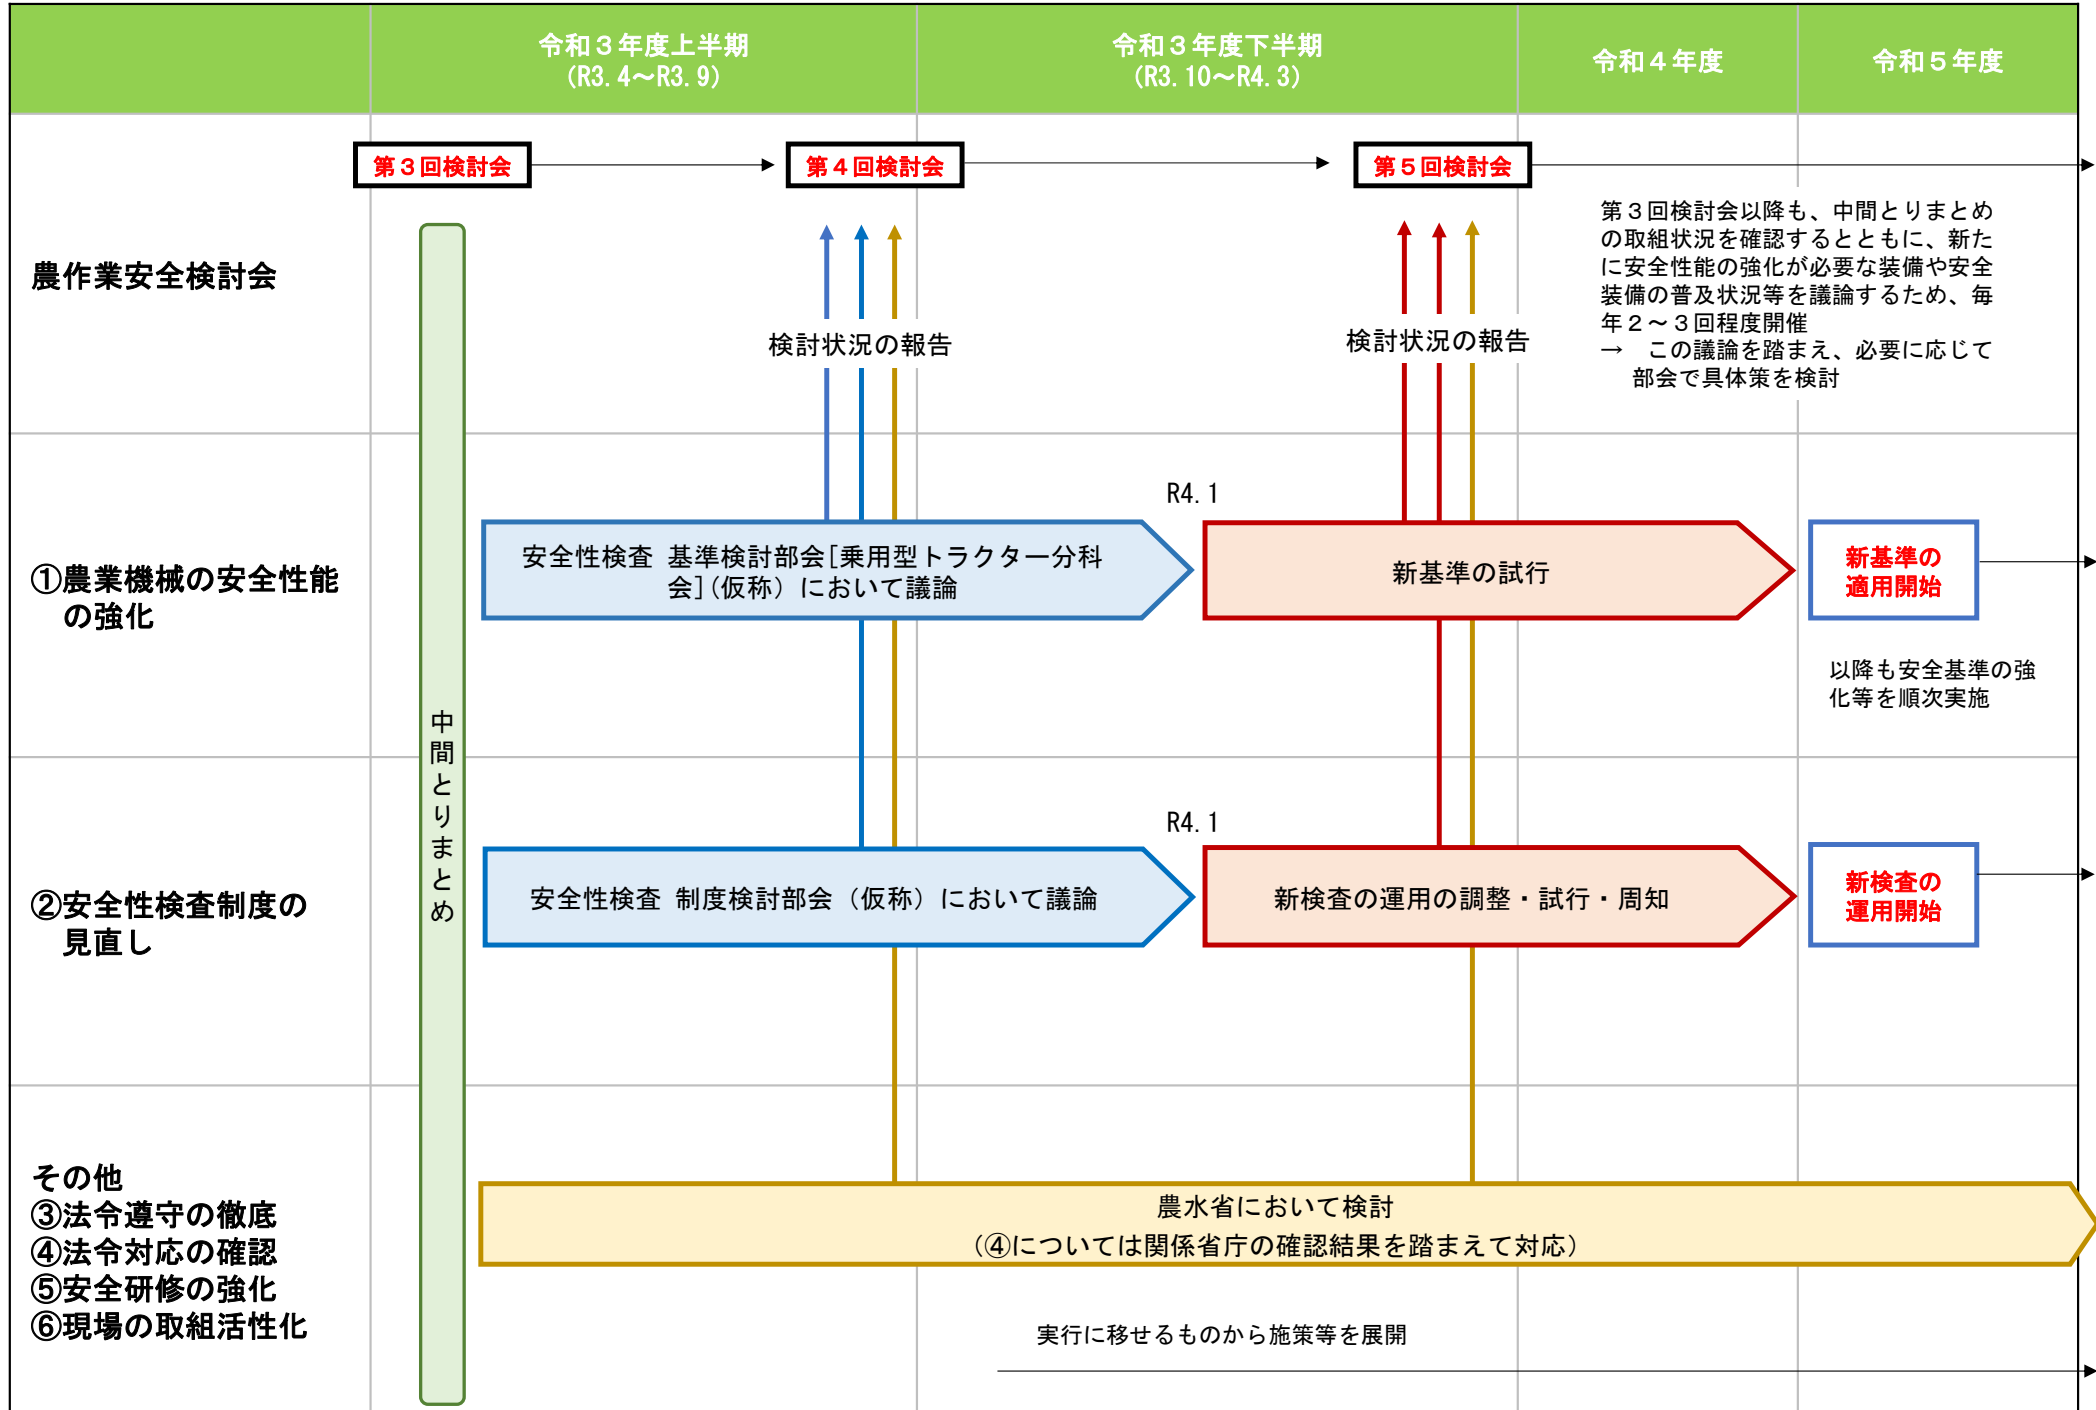 令和３年度上半期
(R3.4～R3.9)
令和３年度下半期
(R3.10～R4.3)
令和４年度
令和５年度
第３回検討会
第４回検討会
第５回検討会
農作業安全検討会
検討状況の報告
検討状況の報告
第３回検討会以降も、中間とりまとめ
の取組状況を確認するとともに、新た
に安全性能の強化が必要な装備や安全
装備の普及状況等を議論するため、毎
年２～３回程度開催
→　この議論を踏まえ、必要に応じて
部会で具体策を検討
中間とりまとめ
①農業機械の安全性能
の強化
R4.1
安全性検査 基準検討部会[乗用型トラクター分科
会](仮称）において議論
新基準の試行
新基準の
適用開始
以降も安全基準の強
化等を順次実施
②安全性検査制度の
見直し
R4.1
安全性検査 制度検討部会（仮称）において議論
新検査の運用の調整・試行・周知
新検査の
運用開始
その他
③法令遵守の徹底
④法令対応の確認
⑤安全研修の強化
⑥現場の取組活性化
農水省において検討
（④については関係省庁の確認結果を踏まえて対応）
実行に移せるものから施策等を展開